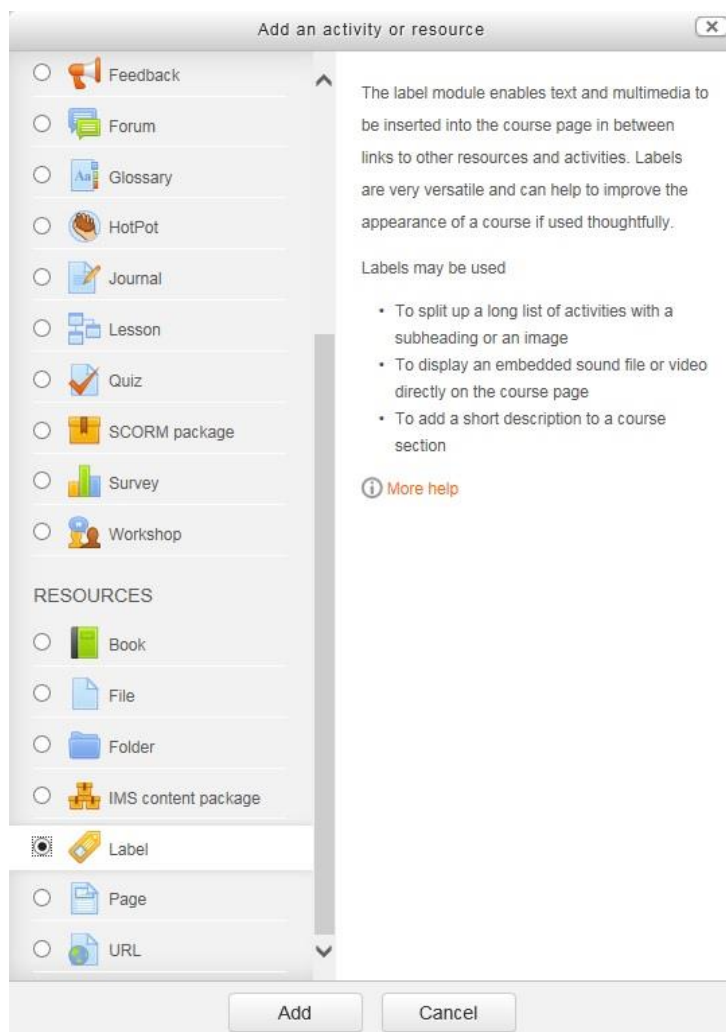 Add an activity or resource
Feedback
Forum
Glossary
HotPot
Journal
Lesson
Quiz
SCORM package
Survey
Workshop
RESOURCES
Book
File
Folder
IMS content package
Label
Page
URL
The label module enables text and multimedia to
be inserted into the course page in between
links to other resources and activities. Labels
are very versatile and can help to improve the
appearance of a course if used thoughtfully.
Labels may be used
• To split up a long list of activities with a
subheading or an image
• To display an embedded sound file or video
directly on the course page
• To add a short description to a course
section
More help
Add
Cancel